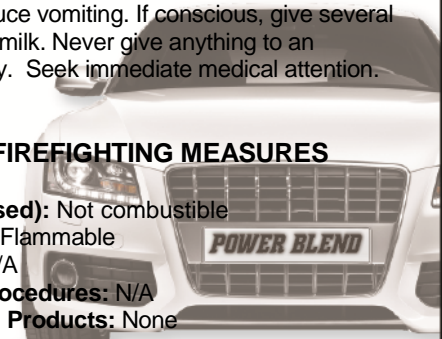 uce vomiting. If conscious, give several
milk. Never give anything to an
y. Seek immediate medical attention.
FIREFIGHTING MEASURES
sed): Not combustible
Flammable
/A
ocedures: N/A
Products: None
POWER BLEND